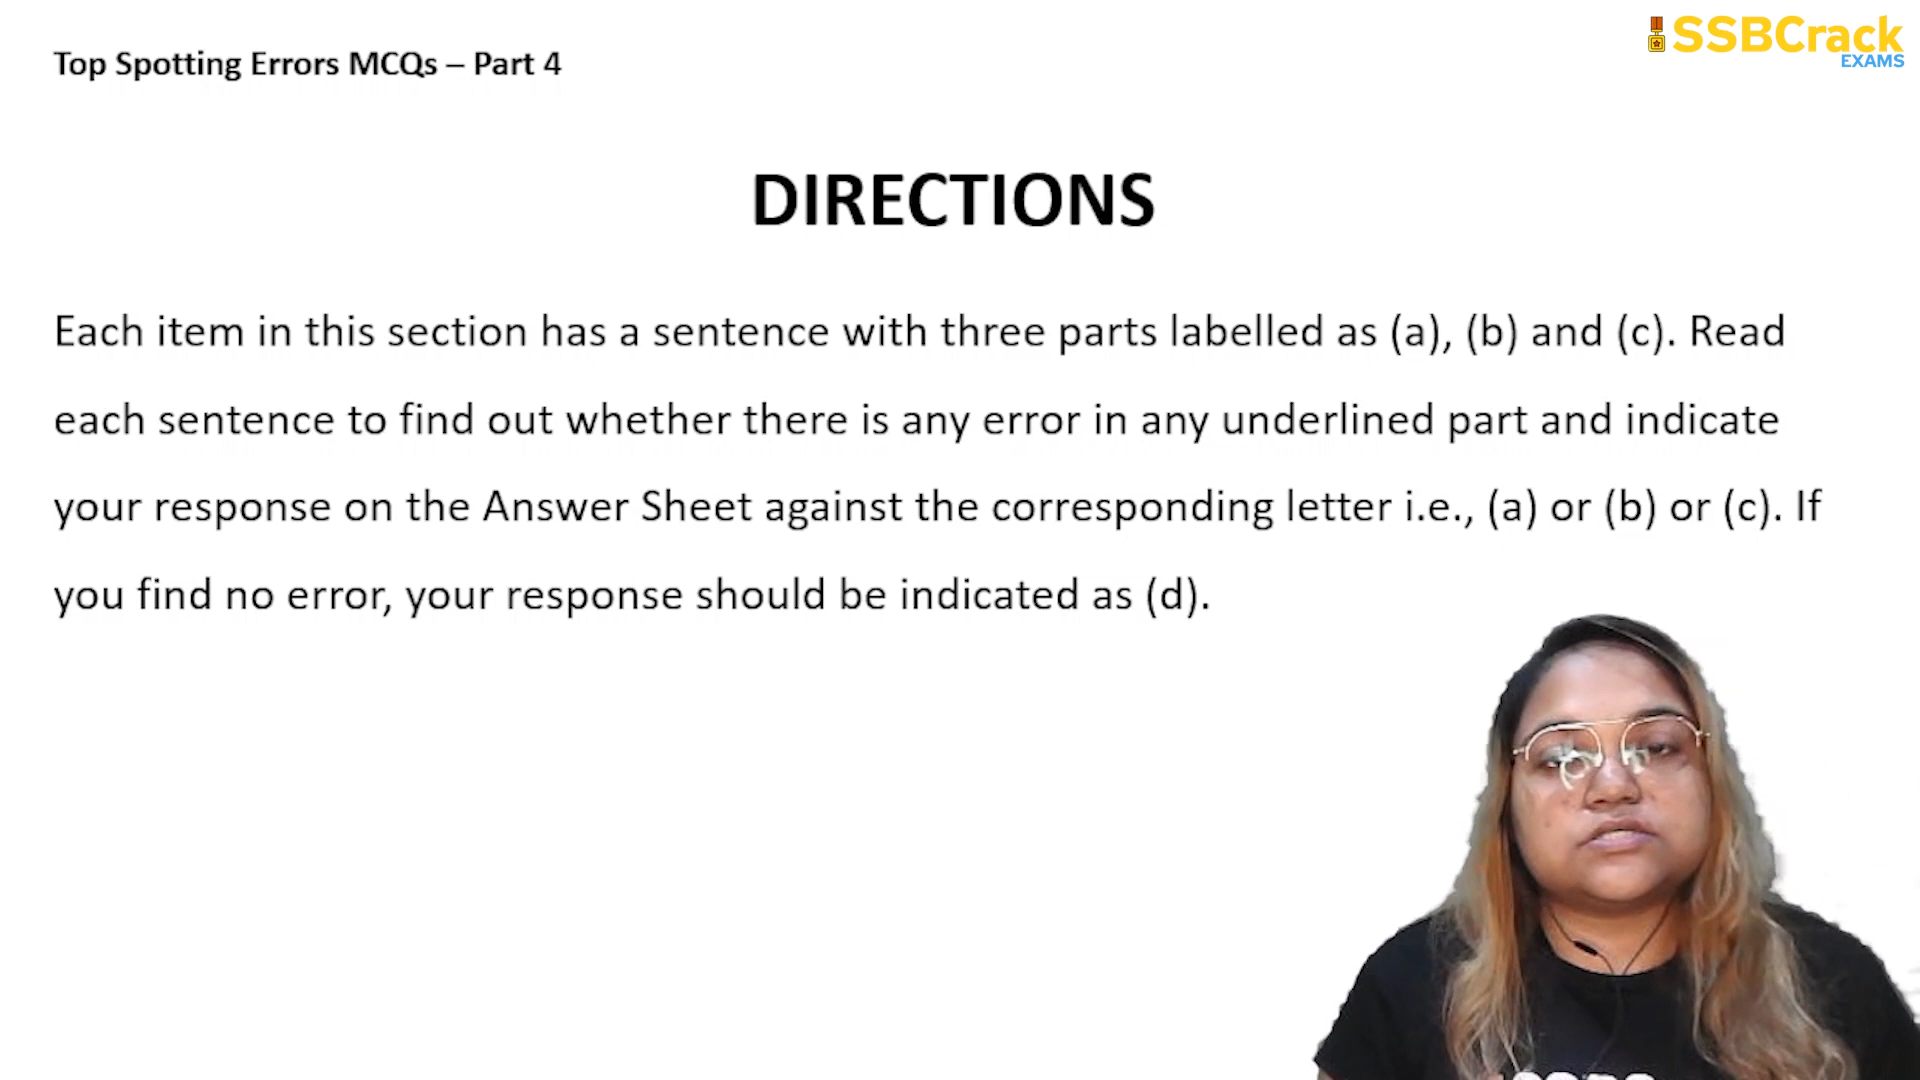 SSBCrack
EXAMS
Top Spotting Errors MCQs – Part 4
DIRECTIONS
Each item in this section has a sentence with three parts labelled as (a), (b) and (c). Read
each sentence to find out whether there is any error in any underlined part and indicate
your response on the Answer Sheet against the corresponding letter i.e., (a) or (b) or (c). If
you find no error, your response should be indicated as (d).